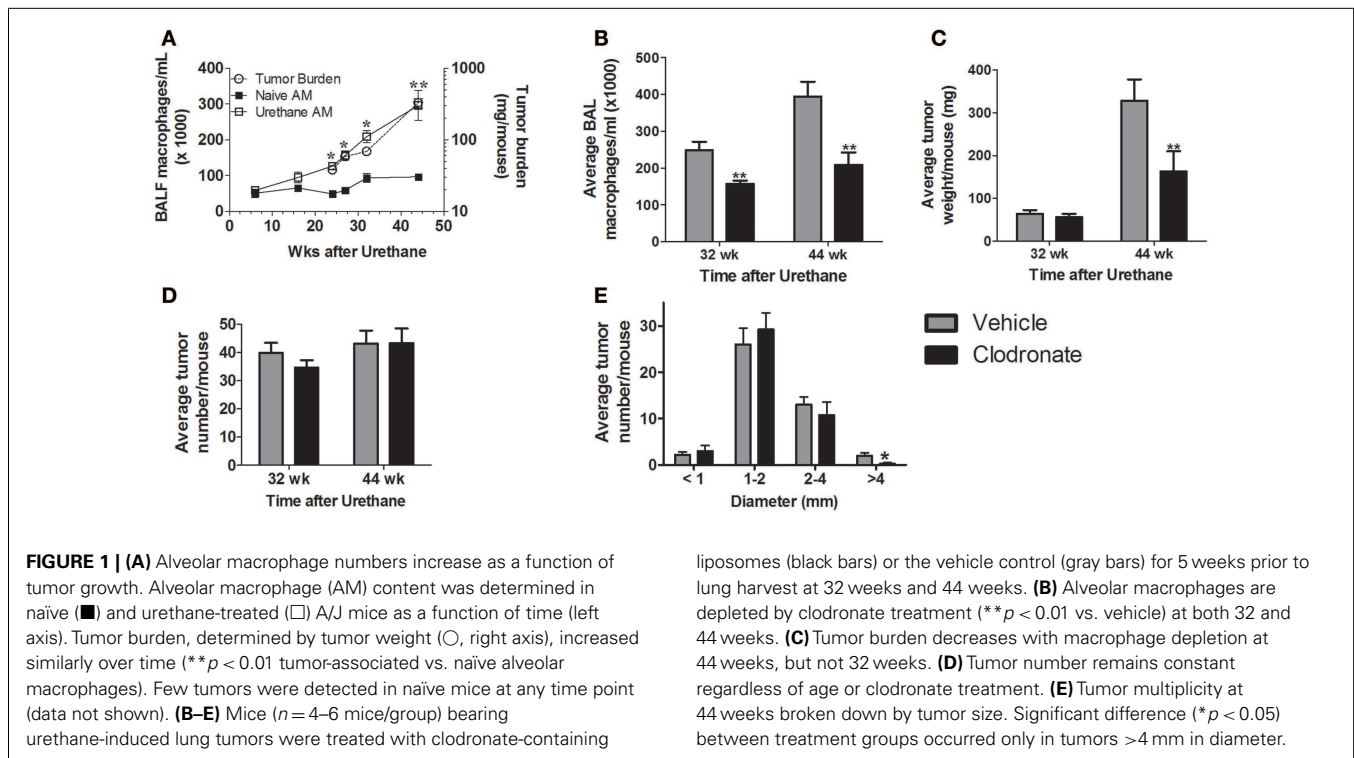 A
BALF macrophages/mL
(x 1000)
400
300
200
100
0
Tumor Burden
Naive AM
Urethane AM
*
*
*
**
1000
100
10
Tumor burden
(mg/mouse)
0 10 20 30 40 50
Wks after Urethane
B
Average BAL
macrophages/ml (x1000)
500
400
300
200
100
0
**
**
32 wk 44 wk
Time after Urethane
C
Average tumor
weight/mouse (mg)
400
300
200
100
0
**
32 wk 44 wk
Time after Urethane
D
Average tumor
number/mouse
50
40
30
20
10
0
32 wk 44 wk
Time after Urethane
E
Average tumor
number/mouse
30
20
10
0
*
< 1 1-2 2-4 >4
Diameter (mm)
Vehicle
Clodronate
FIGURE 1 | (A) Alveolar macrophage numbers increase as a function of
tumor growth. Alveolar macrophage (AM) content was determined in
naïve (■) and urethane-treated (□) A/J mice as a function of time (left
axis). Tumor burden, determined by tumor weight (○, right axis), increased
similarly over time (**p < 0.01 tumor-associated vs. naïve alveolar
macrophages). Few tumors were detected in naïve mice at any time point
(data not shown). (B–E) Mice (n = 4–6 mice/group) bearing
urethane-induced lung tumors were treated with clodronate-containing
liposomes (black bars) or the vehicle control (gray bars) for 5 weeks prior to
lung harvest at 32 weeks and 44 weeks. (B) Alveolar macrophages are
depleted by clodronate treatment (**p < 0.01 vs. vehicle) at both 32 and
44 weeks. (C) Tumor burden decreases with macrophage depletion at
44 weeks, but not 32 weeks. (D) Tumor number remains constant
regardless of age or clodronate treatment. (E) Tumor multiplicity at
44 weeks broken down by tumor size. Significant difference (*p < 0.05)
between treatment groups occurred only in tumors >4 mm in diameter.